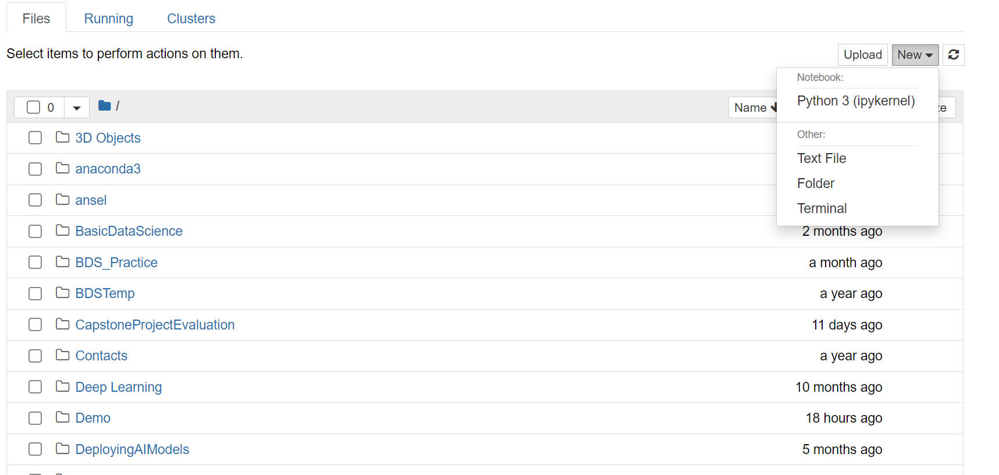 Files Running Clusters
Select items to perform actions on them.
Upload New
Notebook:
Python 3 (ipykernel)
Other:
Text File
Folder
Terminal
0 / Name ze
3D Objects
anaconda3
ansel
BasicDataScience 2 months ago
BDS_Practice a month ago
BDSTemp a year ago
CapstoneProjectEvaluation 11 days ago
Contacts a year ago
Deep Learning 10 months ago
Demo 18 hours ago
DeployingAIModels 5 months ago